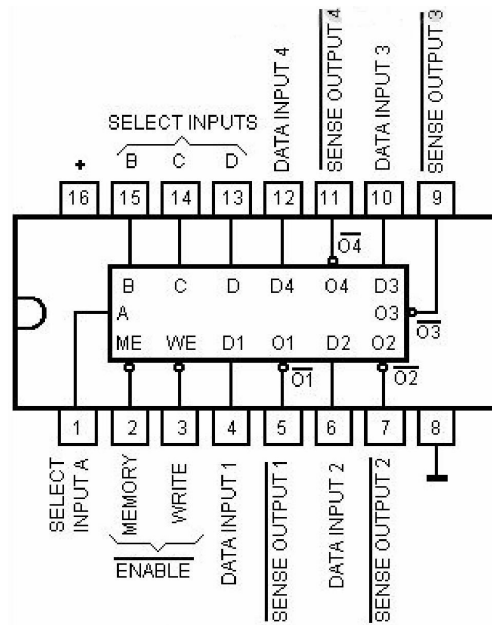 DATA INPUT 4
SENSE OUTPUT 4
DATA INPUT 3
SENSE OUTPUT 3
SELECT INPUTS
+ B C D
16 15 14 13 12 11 10 9
O4
B C D D4 O4 D3
A O3
O3
ME WE D1 O1 D2 O2
O1 O2
1 2 3 4 5 6 7 8
SELECT
INPUT A
MEMORY
WRITE
ENABLE
DATA INPUT 1
SENSE OUTPUT 1
DATA INPUT 2
SENSE OUTPUT 2